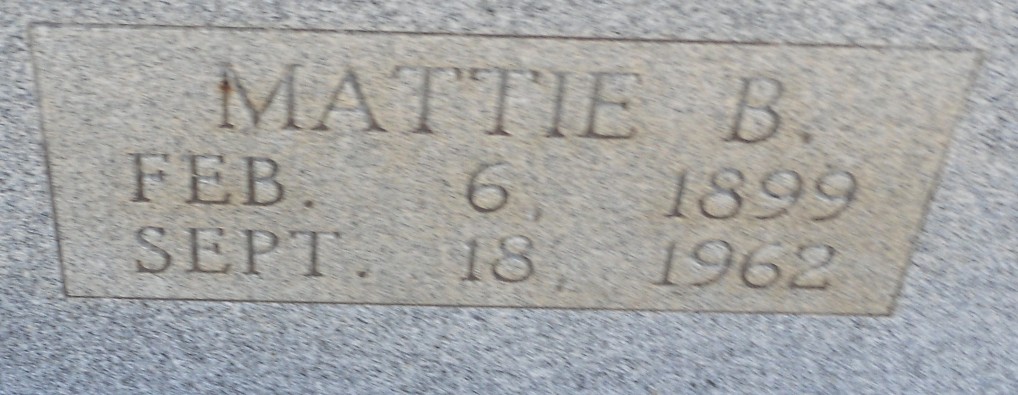 MATTIE B.
FEB. 6, 1899
SEPT. 18, 1962